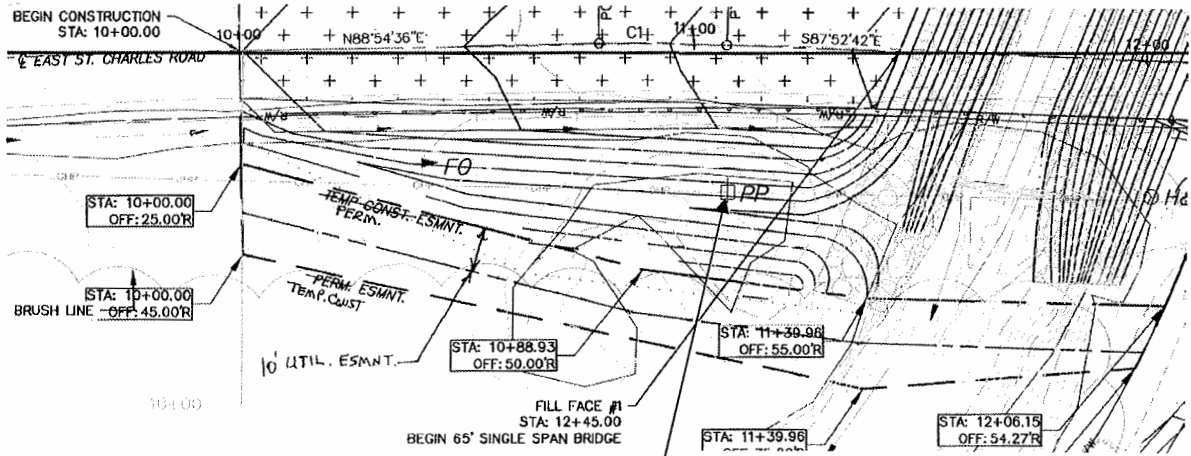 BEGIN CONSTRUCTION
STA: 10+00.00
10+00
N88°54'36"E
C1
11+00
S87°52'42"E
12+00
℄ EAST ST. CHARLES ROAD
R/W
R/W
R/W
R/W
FO
OHP
OHP
OHP
PP
STA: 10+00.00
OFF: 25.00'R
TEMP CONST. ESMNT.
PERM.
STA: 10+00.00
OFF: 45.00'R
BRUSH LINE
PERM. ESMNT.
TEMP. CONST
10' UTIL. ESMNT.
STA: 10+88.93
OFF: 50.00'R
STA: 11+39.96
OFF: 55.00'R
10+00
FILL FACE #1
STA: 12+45.00
BEGIN 65' SINGLE SPAN BRIDGE
STA: 11+39.96
STA: 12+06.15
OFF: 54.27'R